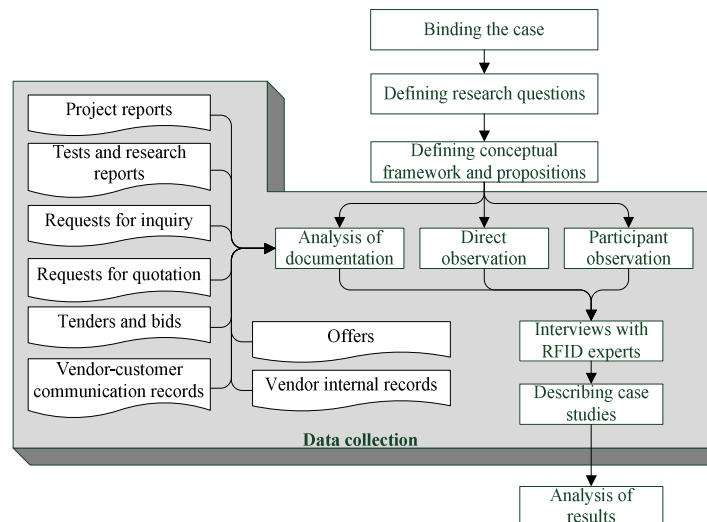 Binding the case
Defining research questions
Defining conceptual
framework and propositions
Project reports
Tests and research
reports
Requests for inquiry
Requests for quotation
Tenders and bids
Vendor-customer
communication records
Offers
Vendor internal records
Analysis of
documentation
Direct
observation
Participant
observation
Interviews with
RFID experts
Describing case
studies
Data collection
Analysis of
results